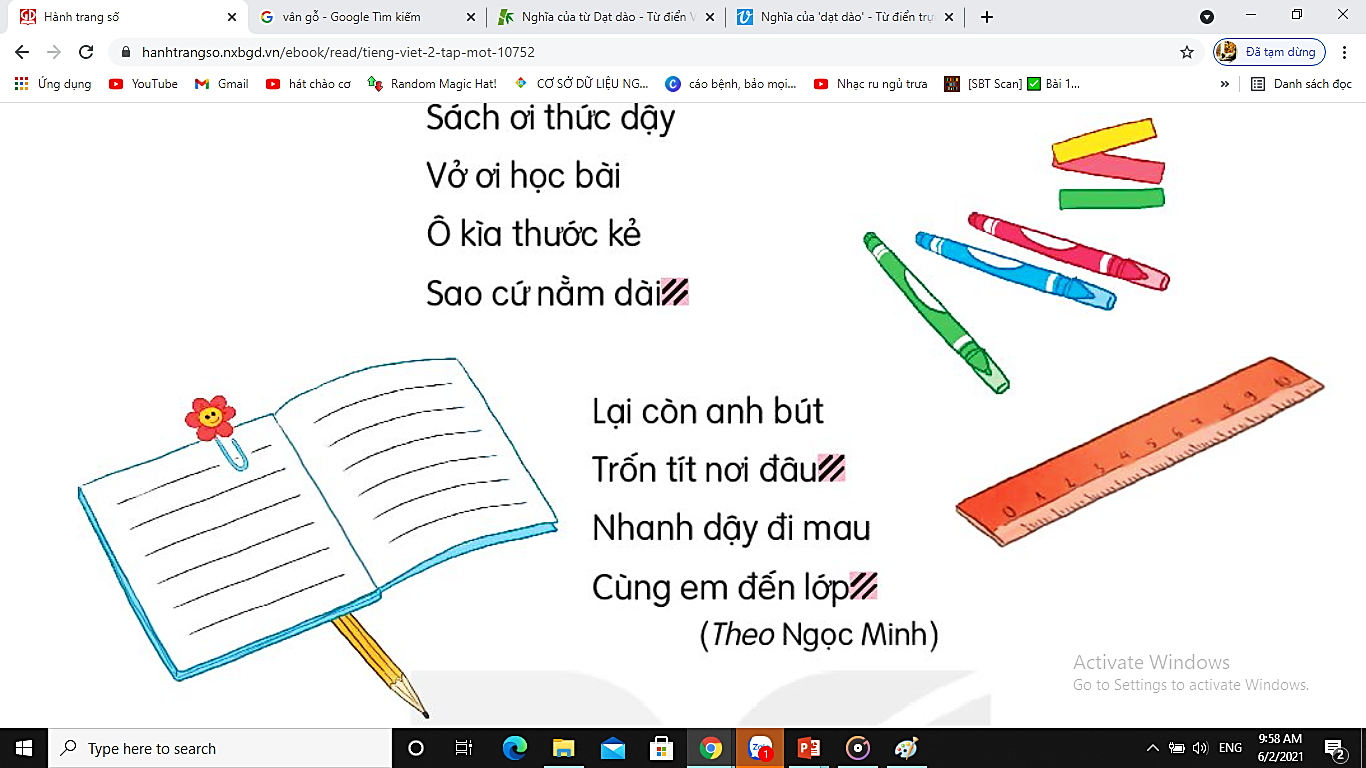 Hành trang số
vân gỗ - Google Tìm kiếm
Nghĩa của từ Dạt dào - Từ điển V
Nghĩa của 'dạt dào' - Từ điển trự
hanhtrangso.nxbgd.vn/ebook/read/tieng-viet-2-tap-mot-10752
Đã tạm dừng
Ứng dụng
YouTube
Gmail
hát chào cơ
Random Magic Hat!
CƠ SỞ DỮ LIỆU NG...
cáo bệnh, bảo mọi...
Nhạc ru ngủ trưa
[SBT Scan] ✅ Bài 1...
»
Danh sách đọc
Sách ơi thức dậy
Vở ơi học bài
Ô kìa thước kẻ
Sao cứ nằm dài
Lại còn anh bút
Trốn tít nơi đâu
Nhanh dậy đi mau
Cùng em đến lớp
(Theo Ngọc Minh)
Activate Windows
Go to Settings to activate Windows.
Type here to search
ENG
9:58 AM
6/2/2021